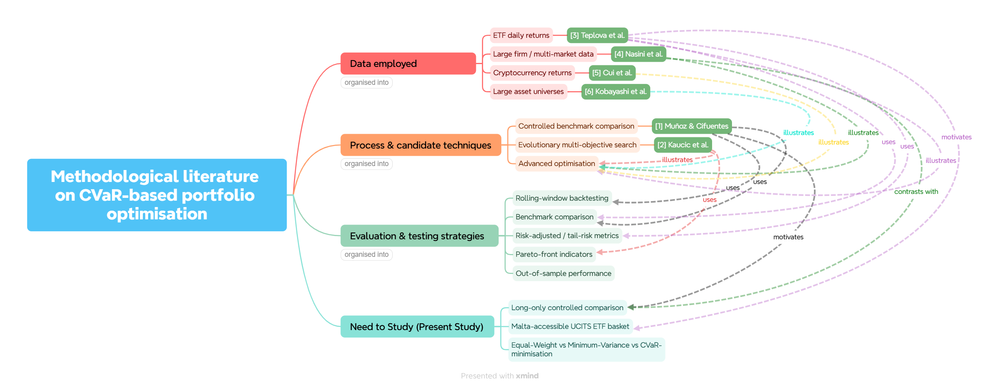 Methodological literature
on CVaR-based portfolio
optimisation
Data employed
organised into
ETF daily returns
[3] Teplova et al.
Large firm / multi-market data
[4] Nasini et al.
Cryptocurrency returns
[5] Cui et al.
Large asset universes
[6] Kobayashi et al.
Process & candidate techniques
organised into
Controlled benchmark comparison
[1] Muñoz & Cifuentes
Evolutionary multi-objective search
[2] Kaucic et al.
Advanced optimisation
illustrates
illustrates
illustrates
illustrates
uses
uses
motivates
illustrates
uses
uses
uses
contrasts with
motivates
Evaluation & testing strategies
organised into
Rolling-window backtesting
Benchmark comparison
Risk-adjusted / tail-risk metrics
Pareto-front indicators
Out-of-sample performance
Need to Study (Present Study)
Long-only controlled comparison
Malta-accessible UCITS ETF basket
Equal-Weight vs Minimum-Variance vs CVaR-
minimisation
Presented with xmind